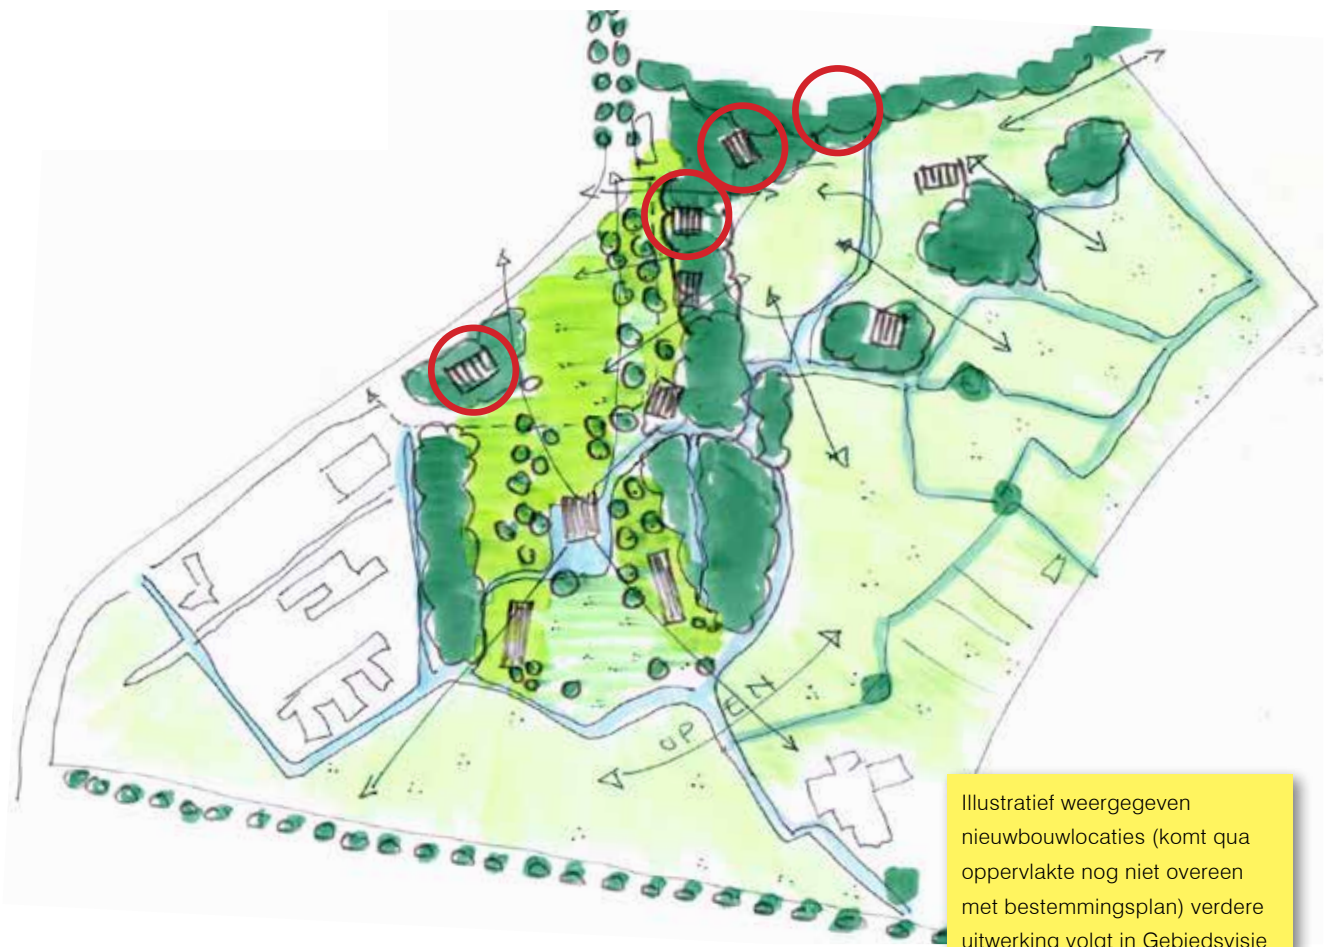 OPEN
Illustratief weergegeven
nieuwbouwlocaties (komt qua
oppervlakte nog niet overeen
met bestemmingsplan) verdere
uitwerking volgt in Gebiedsvisie